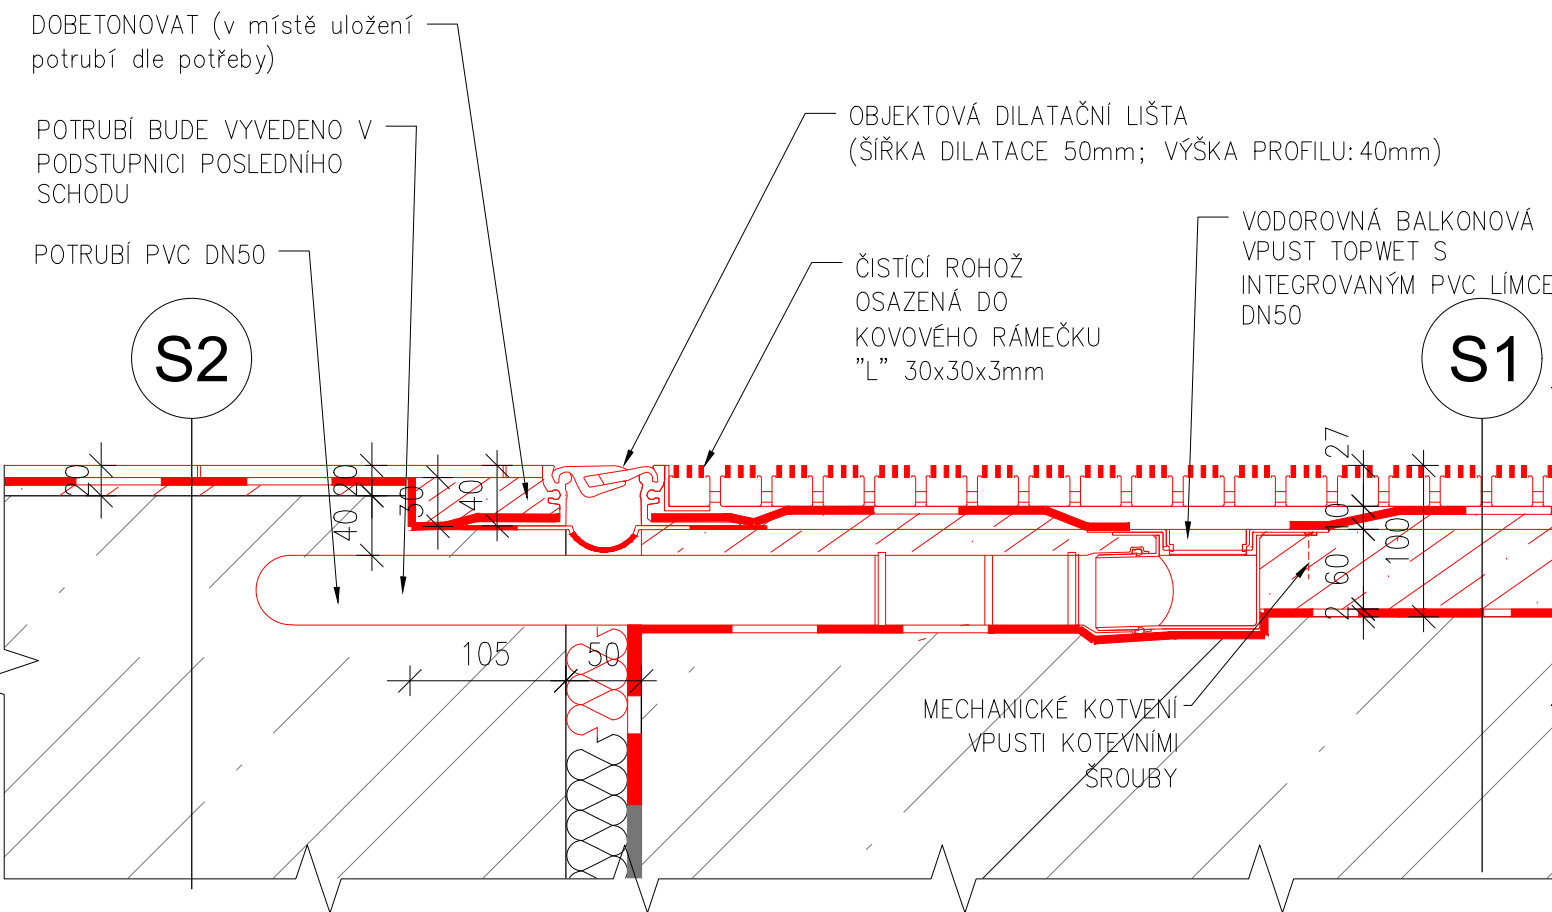 DOBETONOVAT (v místě uložení
potrubí dle potřeby)
POTRUBÍ BUDE VYVEDENO V
PODSTUPNICI POSLEDNÍHO
SCHODU
POTRUBÍ PVC DN50
OBJEKTOVÁ DILATAČNÍ LIŠTA
(ŠÍŘKA DILATACE 50mm; VÝŠKA PROFILU: 40mm)
ČISTÍCÍ ROHOŽ
OSAZENÁ DO
KOVOVÉHO RÁMEČKU
"L" 30x30x3mm
VODOROVNÁ BALKONOVÁ
VPUST TOPWET S
INTEGROVANÝM PVC LÍMCE
DN50
S2
S1
20
20
40
30
40
27
10
100
60
2
105
50
MECHANICKÉ KOTVENÍ
VPUSTI KOTEVNÍMI
ŠROUBY